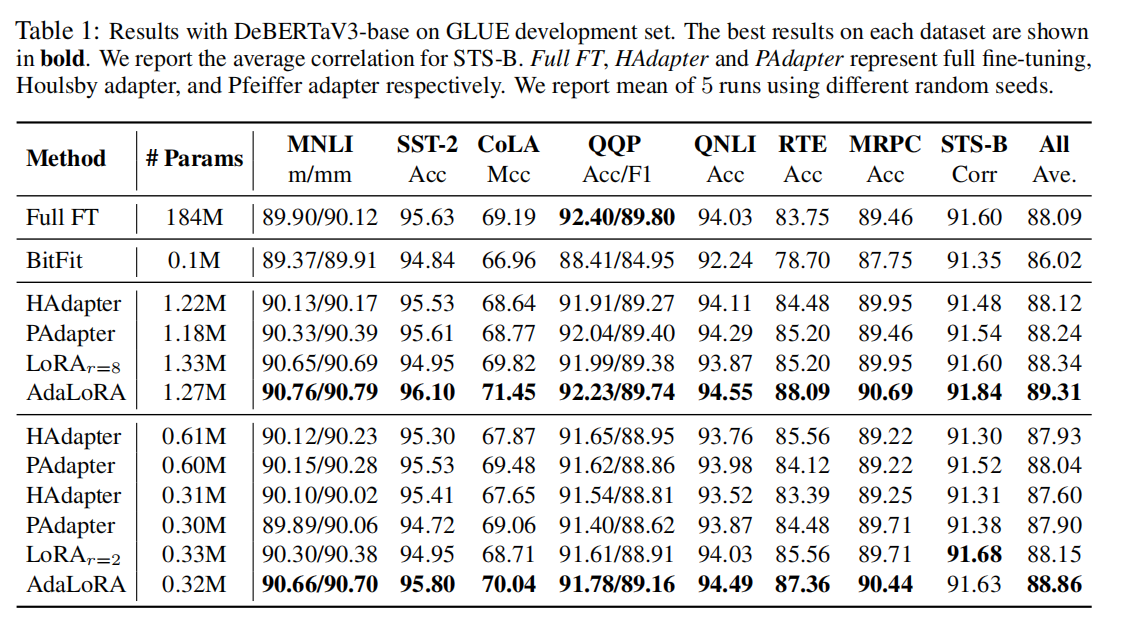 Table 1: Results with DeBERTaV3-base on GLUE development set. The best results on each dataset are shown
in bold. We report the average correlation for STS-B. Full FT, HAdapter and PAdapter represent full fine-tuning,
Houlsby adapter, and Pfeiffer adapter respectively. We report mean of 5 runs using different random seeds.
Method # Params MNLI SST-2 CoLA QQP QNLI RTE MRPC STS-B All
m/mm Acc Mcc Acc/F1 Acc Acc Acc Corr Ave.
Full FT 184M 89.90/90.12 95.63 69.19 92.40/89.80 94.03 83.75 89.46 91.60 88.09
BitFit 0.1M 89.37/89.91 94.84 66.96 88.41/84.95 92.24 78.70 87.75 91.35 86.02
HAdapter 1.22M 90.13/90.17 95.53 68.64 91.91/89.27 94.11 84.48 89.95 91.48 88.12
PAdapter 1.18M 90.33/90.39 95.61 68.77 92.04/89.40 94.29 85.20 89.46 91.54 88.24
LoRAr=8 1.33M 90.65/90.69 94.95 69.82 91.99/89.38 93.87 85.20 89.95 91.60 88.34
AdaLoRA 1.27M 90.76/90.79 96.10 71.45 92.23/89.74 94.55 88.09 90.69 91.84 89.31
HAdapter 0.61M 90.12/90.23 95.30 67.87 91.65/88.95 93.76 85.56 89.22 91.30 87.93
PAdapter 0.60M 90.15/90.28 95.53 69.48 91.62/88.86 93.98 84.12 89.22 91.52 88.04
HAdapter 0.31M 90.10/90.02 95.41 67.65 91.54/88.81 93.52 83.39 89.25 91.31 87.60
PAdapter 0.30M 89.89/90.06 94.72 69.06 91.40/88.62 93.87 84.48 89.71 91.38 87.90
LoRAr=2 0.33M 90.30/90.38 94.95 68.71 91.61/88.91 94.03 85.56 89.71 91.68 88.15
AdaLoRA 0.32M 90.66/90.70 95.80 70.04 91.78/89.16 94.49 87.36 90.44 91.63 88.86